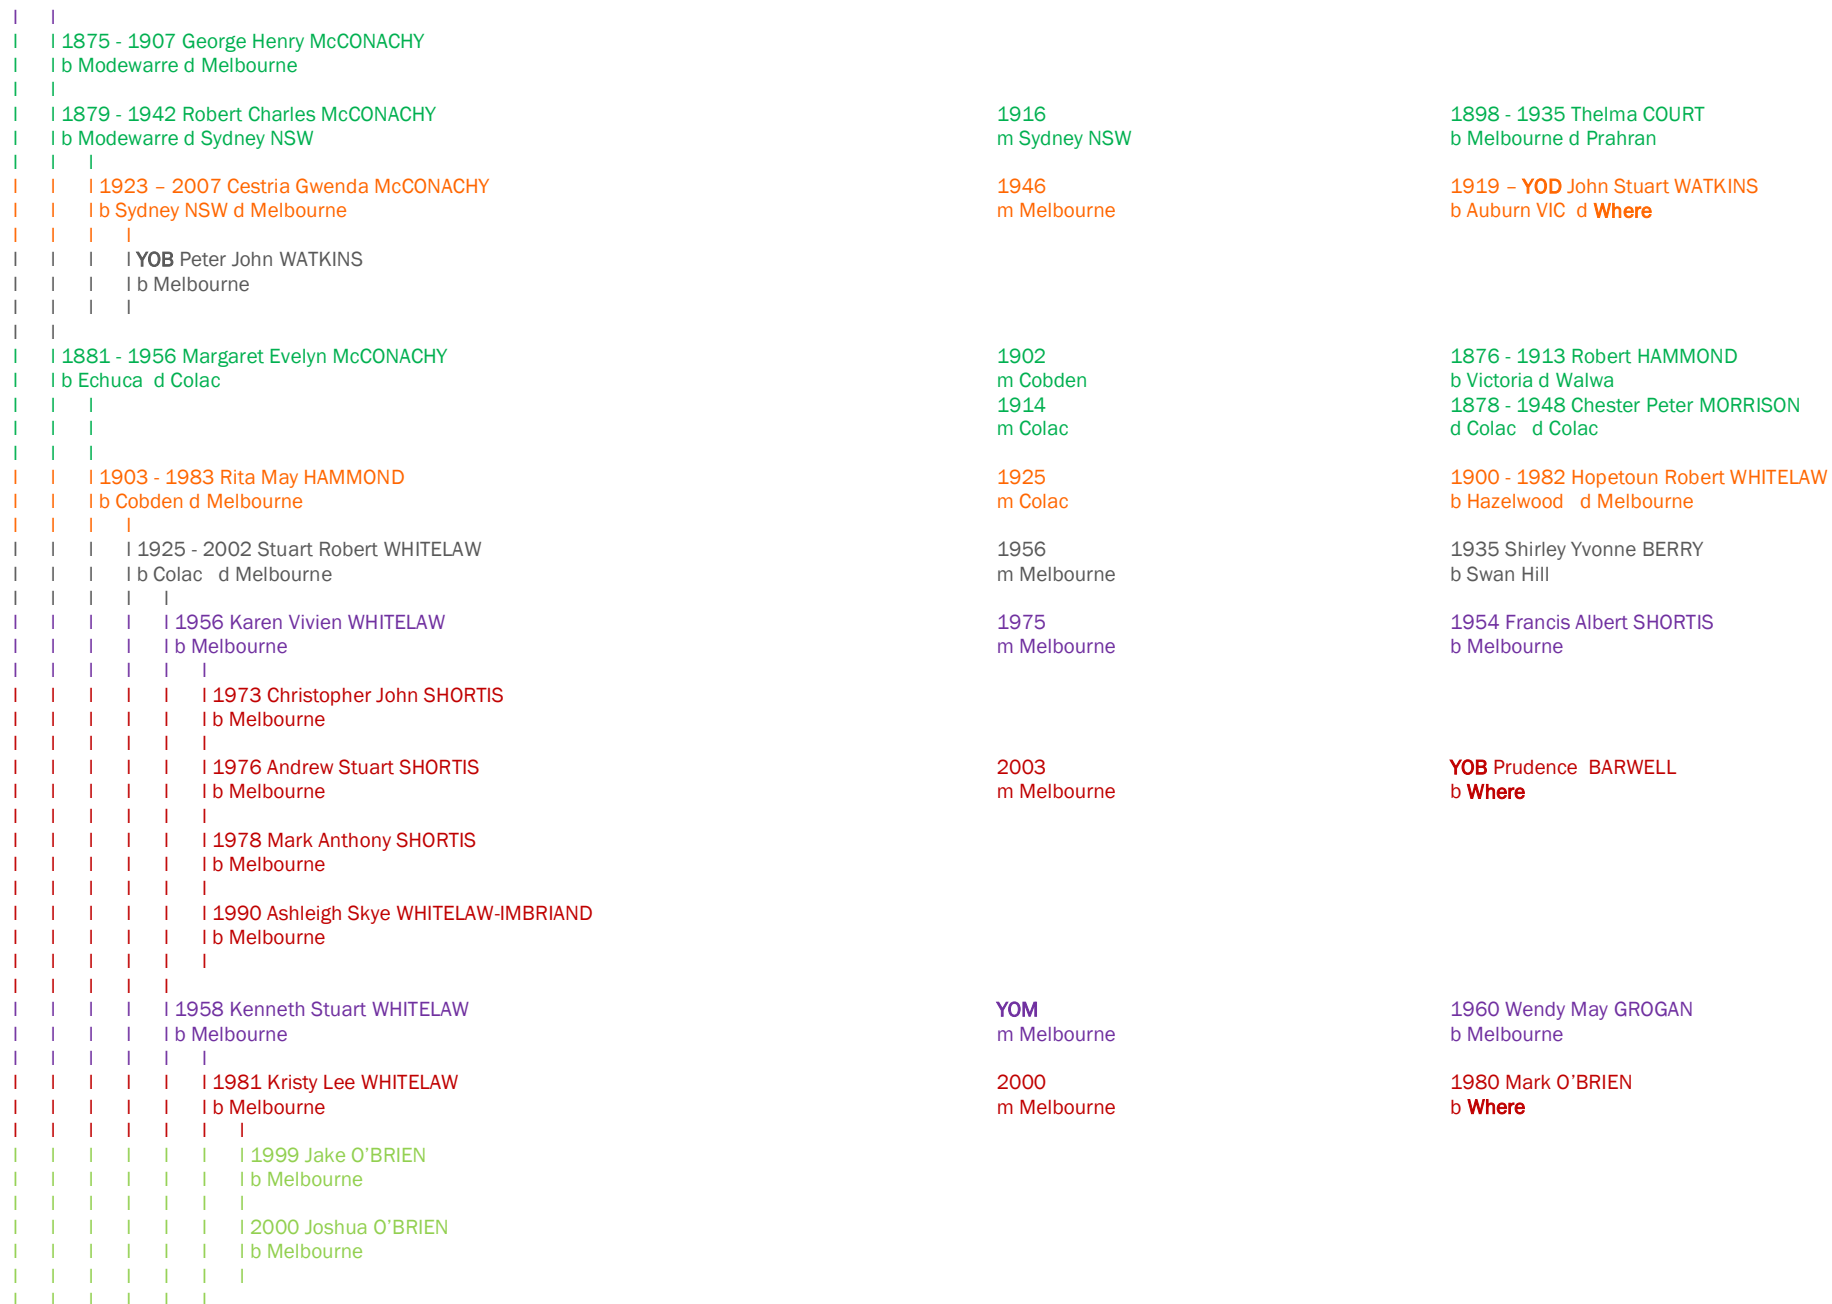 1875 - 1907 George Henry McCONACHY
b Modewarre d Melbourne
1879 - 1942 Robert Charles McCONACHY 1916 1898 - 1935 Thelma COURT
b Modewarre d Sydney NSW m Sydney NSW b Melbourne d Prahran
1923 – 2007 Cestria Gwenda McCONACHY 1946 1919 – YOD John Stuart WATKINS
b Sydney NSW d Melbourne m Melbourne b Auburn VIC d Where
YOB Peter John WATKINS
b Melbourne
1881 - 1956 Margaret Evelyn McCONACHY 1902 1876 - 1913 Robert HAMMOND
b Echuca d Colac m Cobden b Victoria d Walwa
1914 1878 - 1948 Chester Peter MORRISON
m Colac d Colac d Colac
1903 - 1983 Rita May HAMMOND 1925 1900 - 1982 Hopetoun Robert WHITELAW
b Cobden d Melbourne m Colac b Hazelwood d Melbourne
1925 - 2002 Stuart Robert WHITELAW 1956 1935 Shirley Yvonne BERRY
b Colac d Melbourne m Melbourne b Swan Hill
1956 Karen Vivien WHITELAW 1975 1954 Francis Albert SHORTIS
b Melbourne m Melbourne b Melbourne
1973 Christopher John SHORTIS
b Melbourne
1976 Andrew Stuart SHORTIS 2003 YOB Prudence BARWELL
b Melbourne m Melbourne b Where
1978 Mark Anthony SHORTIS
b Melbourne
1990 Ashleigh Skye WHITELAW-IMBRIAND
b Melbourne
1958 Kenneth Stuart WHITELAW YOM 1960 Wendy May GROGAN
b Melbourne m Melbourne b Melbourne
1981 Kristy Lee WHITELAW 2000 1980 Mark O'BRIEN
b Melbourne m Melbourne b Where
1999 Jake O'BRIEN
b Melbourne
2000 Joshua O'BRIEN
b Melbourne